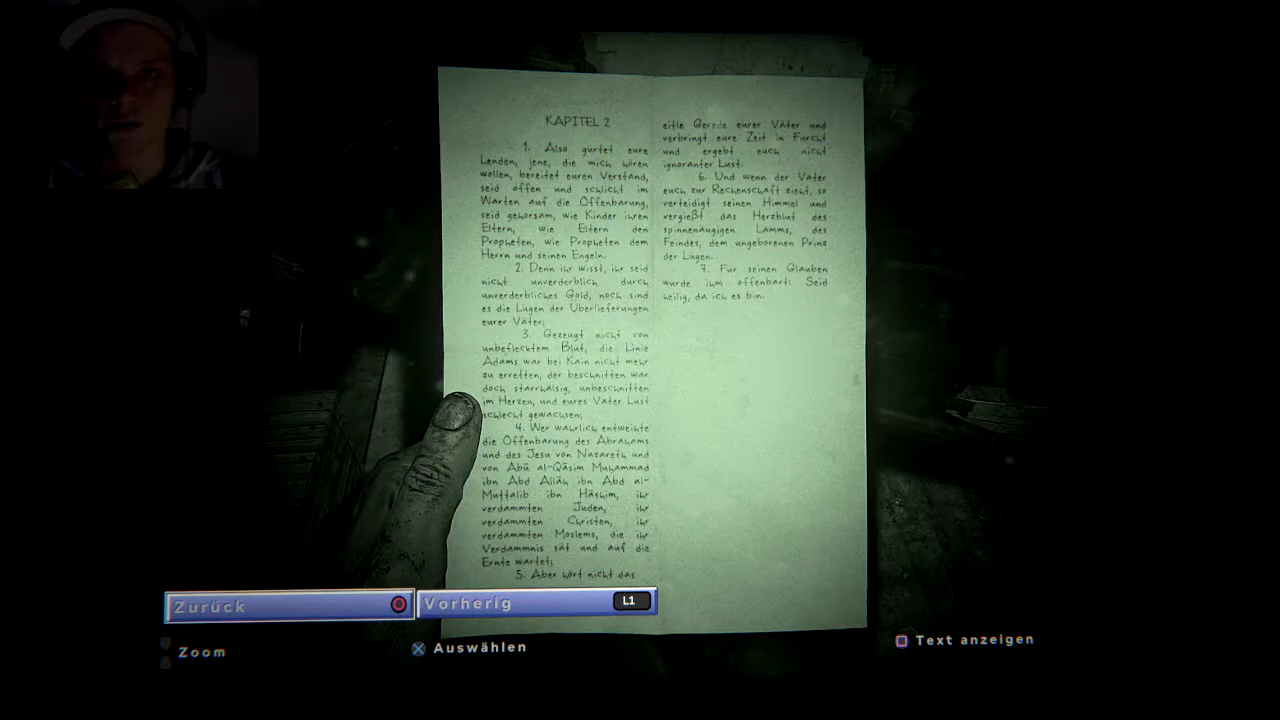 KAPITEL 2
1. Also gürtet eure
Lenden, jene, die mich hören
wollen, bereitet euren Verstand,
seid offen und schlicht im
Warten auf die Offenbarung,
seid gehorsam, wie Kinder ihren
Eltern, wie Eltern den
Propheten, wie Propheten dem
Herrn und seinen Engeln.
2. Denn ihr wisst, ihr seid
nicht unverderblich durch
unverderbliches Gold, noch sind
es die Lügen der Überlieferungen
eurer Väter;
3. Gezeugt nicht von
unbeflecktem Blut, die Linie
Adams war bei Kain nicht mehr
zu erretten, der beschnitten war
doch starrhalsig, unbeschnitten
im Herzen, und eures Vater Lust
schlecht gewachsen;
4. Wer wahrlich entweihte
die Offenbarung des Abrahams
und des Jesu von Nazareth und
von Abū al-Qāsim Muḥammad
ibn Abd Allāh ibn Abd al-
Muṭṭalib ibn Hāshim, ihr
verdammten Juden, ihr
verdammten Christen, ihr
verdammten Moslems, die ihr
Verdammnis sät und auf die
Ernte wartet;
5. Aber hört nicht das
eitle Gerede eurer Väter und
verbringt eure Zeit in Furcht
und ergebt euch nicht
ignoranter Lust.
6. Und wenn der Vater
euch zur Rechenschaft zieht, so
verteidigt seinen Himmel und
vergießt das Herzblut des
spinnenäugigen Lamms, des
Feindes, dem ungeborenen Prinz
der Lügen.
7. Für seinen Glauben
wurde ihm offenbart: Seid
heilig, da ich es bin.
Zurück
Vorherig L1
Zoom
Auswählen
Text anzeigen